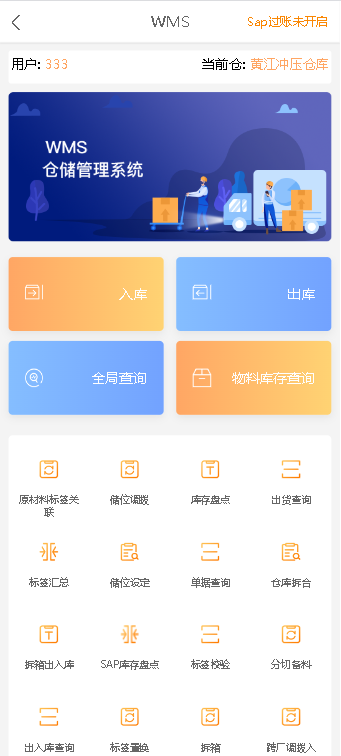 WMS
Sap过账未开启
用户: 333
当前仓: 黄江冲压仓库
WMS
仓储管理系统
入库
出库
全局查询
物料库存查询
原材料标签关
联
储位调拨
库存盘点
出货查询
标签汇总
储位设定
单据查询
仓库拆合
拆箱出入库
SAP库存盘点
标签校验
分切备料
出入库查询
标签置换
拆箱
跨厂调拨入